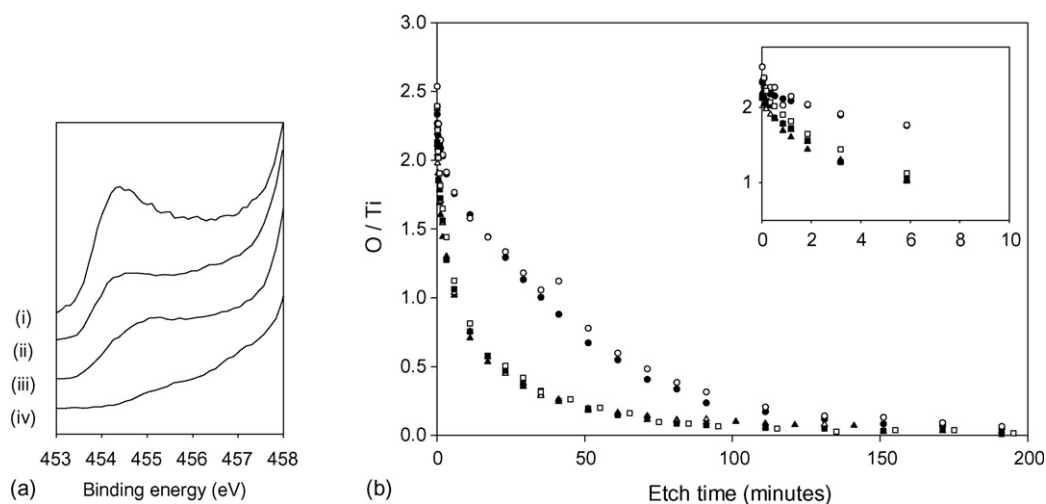 (i)
(ii)
(iii)
(iv)
453 454 455 456 457 458
(a)
Binding energy (eV)
3.0
2.5
2.0
1.5
1.0
0.5
0.0
O / Ti
0 50 100 150 200
(b)
Etch time (minutes)
2
1
0 2 4 6 8 10